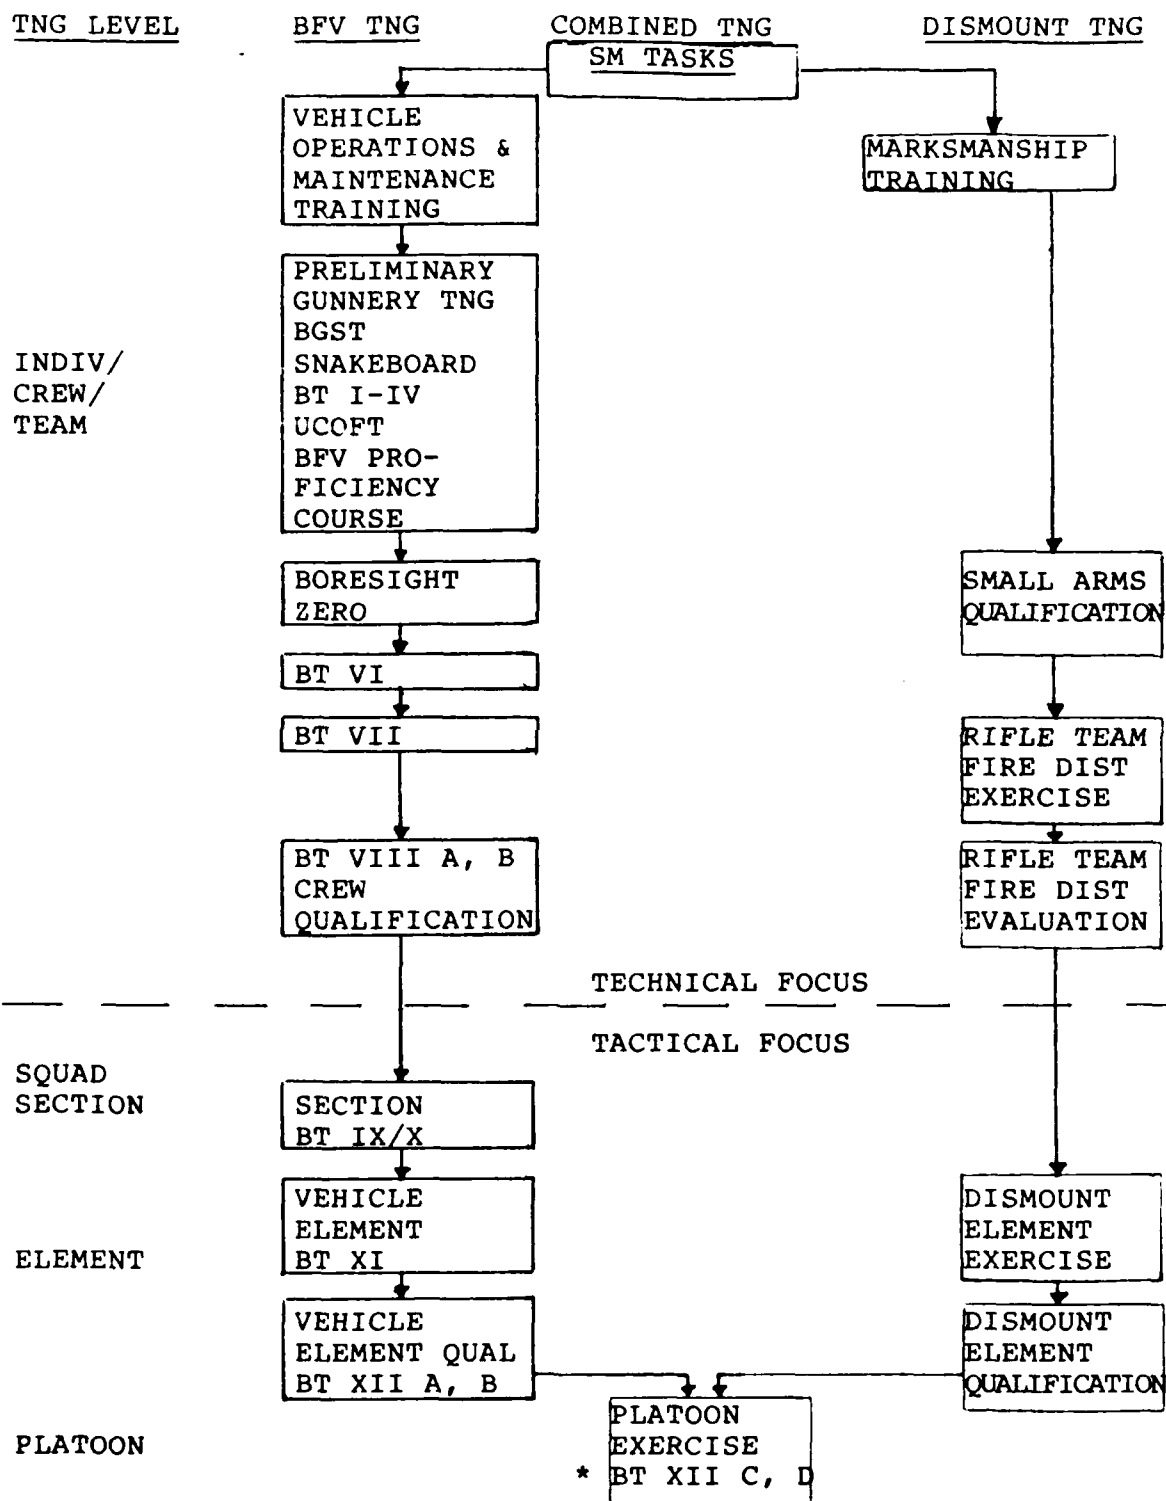 TNG LEVEL
BFV TNG
COMBINED TNG
DISMOUNT TNG
SM TASKS
VEHICLE
OPERATIONS &
MAINTENANCE
TRAINING
MARKSMANSHIP
TRAINING
PRELIMINARY
GUNNERY TNG
BGST
SNAKEBOARD
BT I-IV
UCOFT
BFV PRO-
FICIENCY
COURSE
INDIV/
CREW/
TEAM
BORESIGHT
ZERO
SMALL ARMS
QUALIFICATION
BT VI
BT VII
RIFLE TEAM
FIRE DIST
EXERCISE
BT VIII A, B
CREW
QUALIFICATION
RIFLE TEAM
FIRE DIST
EVALUATION
TECHNICAL FOCUS
TACTICAL FOCUS
SQUAD
SECTION
SECTION
BT IX/X
VEHICLE
ELEMENT
BT XI
DISMOUNT
ELEMENT
EXERCISE
ELEMENT
VEHICLE
ELEMENT QUAL
BT XII A, B
DISMOUNT
ELEMENT
QUALIFICATION
PLATOON
PLATOON
EXERCISE
* BT XII C, D